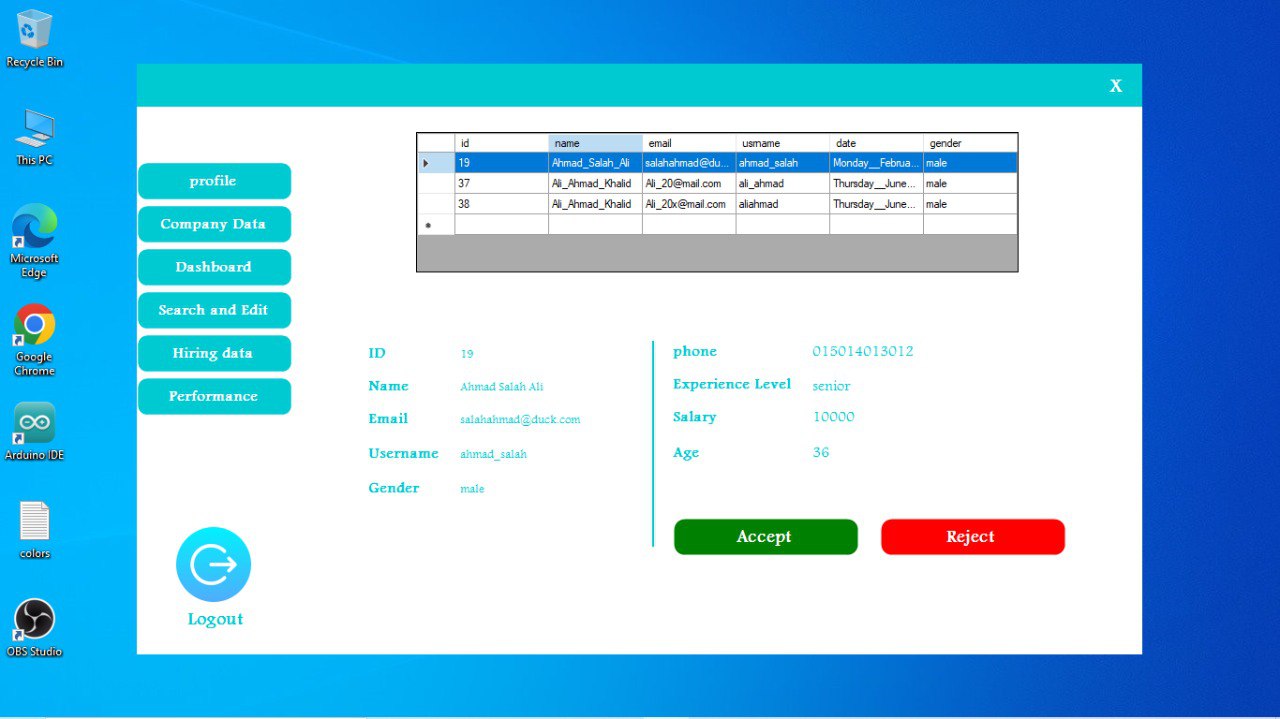 Recycle Bin
This PC
Microsoft
Edge
Google
Chrome
Arduino IDE
colors
OBS Studio
X
profile
Company Data
Dashboard
Search and Edit
Hiring data
Performance
Logout
id name email usrname date gender
19 Ahmad_Salah_Ali salahahmad@du... ahmad_salah Monday__Februa... male
37 Ali_Ahmad_Khalid Ali_20@mail.com ali_ahmad Thursday__June... male
38 Ali_Ahmad_Khalid Ali_20x@mail.com aliahmad Thursday__June... male
ID 19
Name Ahmad Salah Ali
Email salahahmad@duck.com
Username ahmad_salah
Gender male
phone 015014013012
Experience Level senior
Salary 10000
Age 36
Accept
Reject